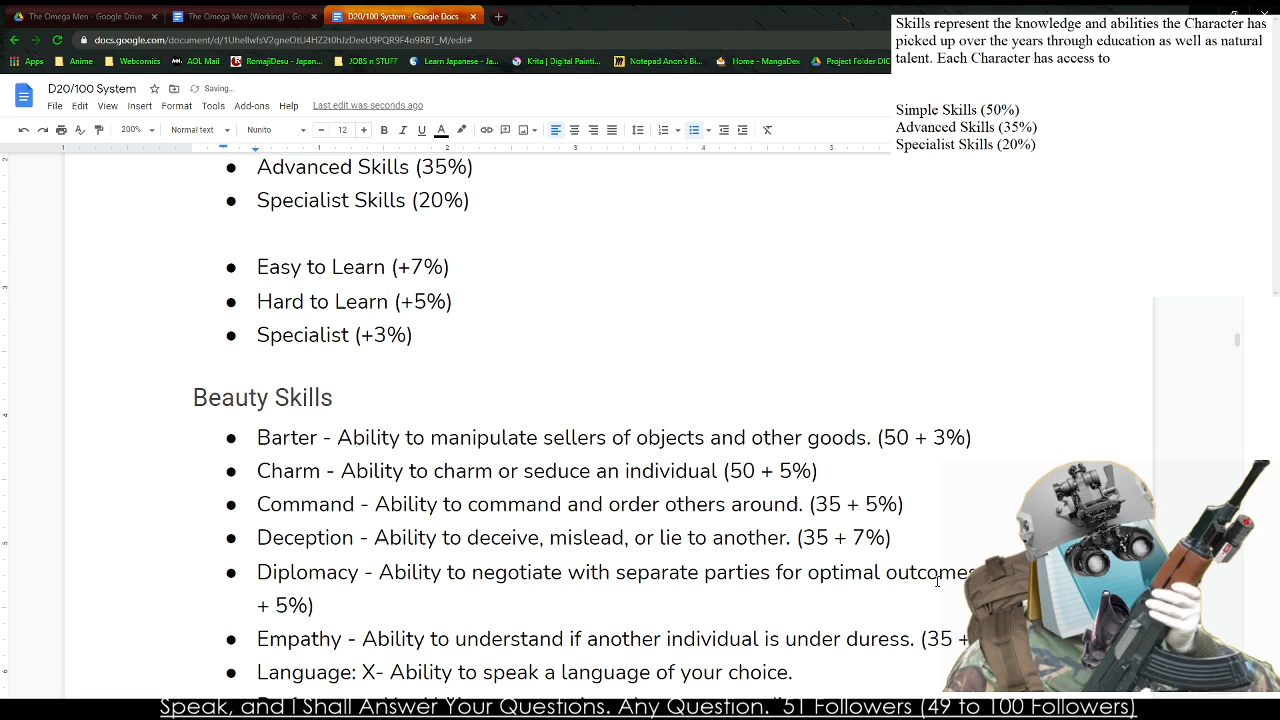 The Omega Men - Google Drive
The Omega Men (Working) - Goo
D20/100 System - Google Docs
docs.google.com/document/d/1UhelIwfsV2gneOtU4HZ2t0hJzDeeU9PQR9F4o9RBT_M/edit#
Apps
Anime
Webcomics
AOL Mail
RomajiDesu - Japan...
JOBS n STUFF
Learn Japanese - Ja...
Krita | Digital Painti...
Notepad Anon's Bi...
Home - MangaDex
Project Folder DIC
D20/100 System
Saving...
File Edit View Insert Format Tools Add-ons Help Last edit was seconds ago
200% Normal text Nunito 12 B I U A
1 1 2 3 4 5
Advanced Skills (35%)
Specialist Skills (20%)
Easy to Learn (+7%)
Hard to Learn (+5%)
Specialist (+3%)
Beauty Skills
Barter - Ability to manipulate sellers of objects and other goods. (50 + 3%)
Charm - Ability to charm or seduce an individual (50 + 5%)
Command - Ability to command and order others around. (35 + 5%)
Deception - Ability to deceive, mislead, or lie to another. (35 + 7%)
Diplomacy - Ability to negotiate with separate parties for optimal outcomes
+ 5%)
Empathy - Ability to understand if another individual is under duress. (35 +
Language: X- Ability to speak a language of your choice.
Skills represent the knowledge and abilities the Character has
picked up over the years through education as well as natural
talent. Each Character has access to
Simple Skills (50%)
Advanced Skills (35%)
Specialist Skills (20%)
Speak, and I Shall Answer Your Questions. Any Question. "51 Followers (49 to 100 Followers)